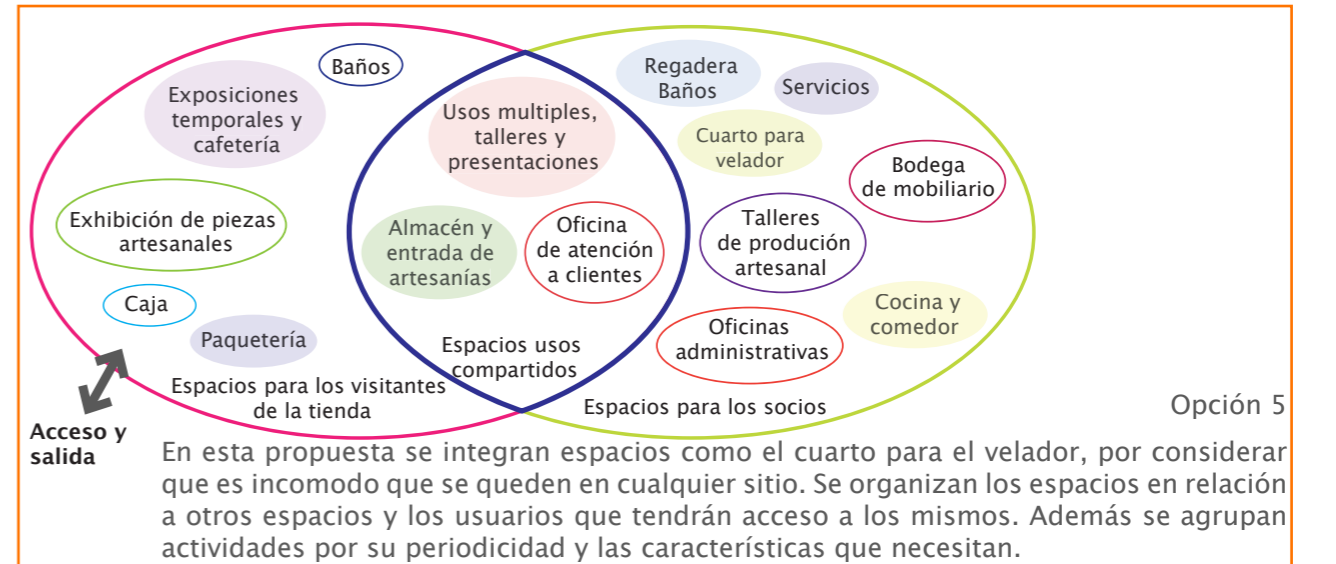 Baños
Exposiciones
temporales y
cafetería
Exhibición de piezas
artesanales
Caja
Paquetería
Espacios para los visitantes
de la tienda
Acceso y
salida
Usos multiples,
talleres y
presentaciones
Almacén y
entrada de
artesanías
Oficina
de atención
a clientes
Espacios usos
compartidos
Regadera
Baños
Servicios
Cuarto para
velador
Bodega
de mobiliario
Talleres
de produción
artesanal
Cocina y
comedor
Oficinas
administrativas
Espacios para los socios
Opción 5
En esta propuesta se integran espacios como el cuarto para el velador, por considerar
que es incomodo que se queden en cualquier sitio. Se organizan los espacios en relación
a otros espacios y los usuarios que tendrán acceso a los mismos. Además se agrupan
actividades por su periodicidad y las características que necesitan.